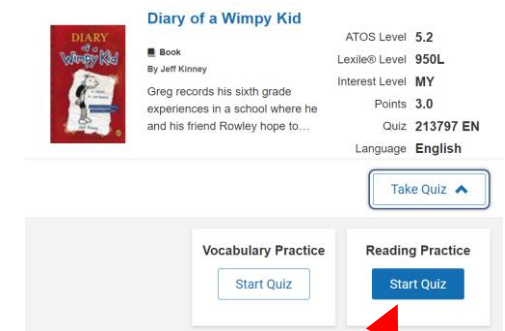 Diary of a Wimpy Kid
DIARY
of a
Wimpy Kid
Book
By Jeff Kinney
Greg records his sixth grade
experiences in a school where he
and his friend Rowley hope to…
ATOS Level 5.2
Lexile® Level 950L
Interest Level MY
Points 3.0
Quiz 213797 EN
Language English
Take Quiz
Vocabulary Practice
Start Quiz
Reading Practice
Start Quiz